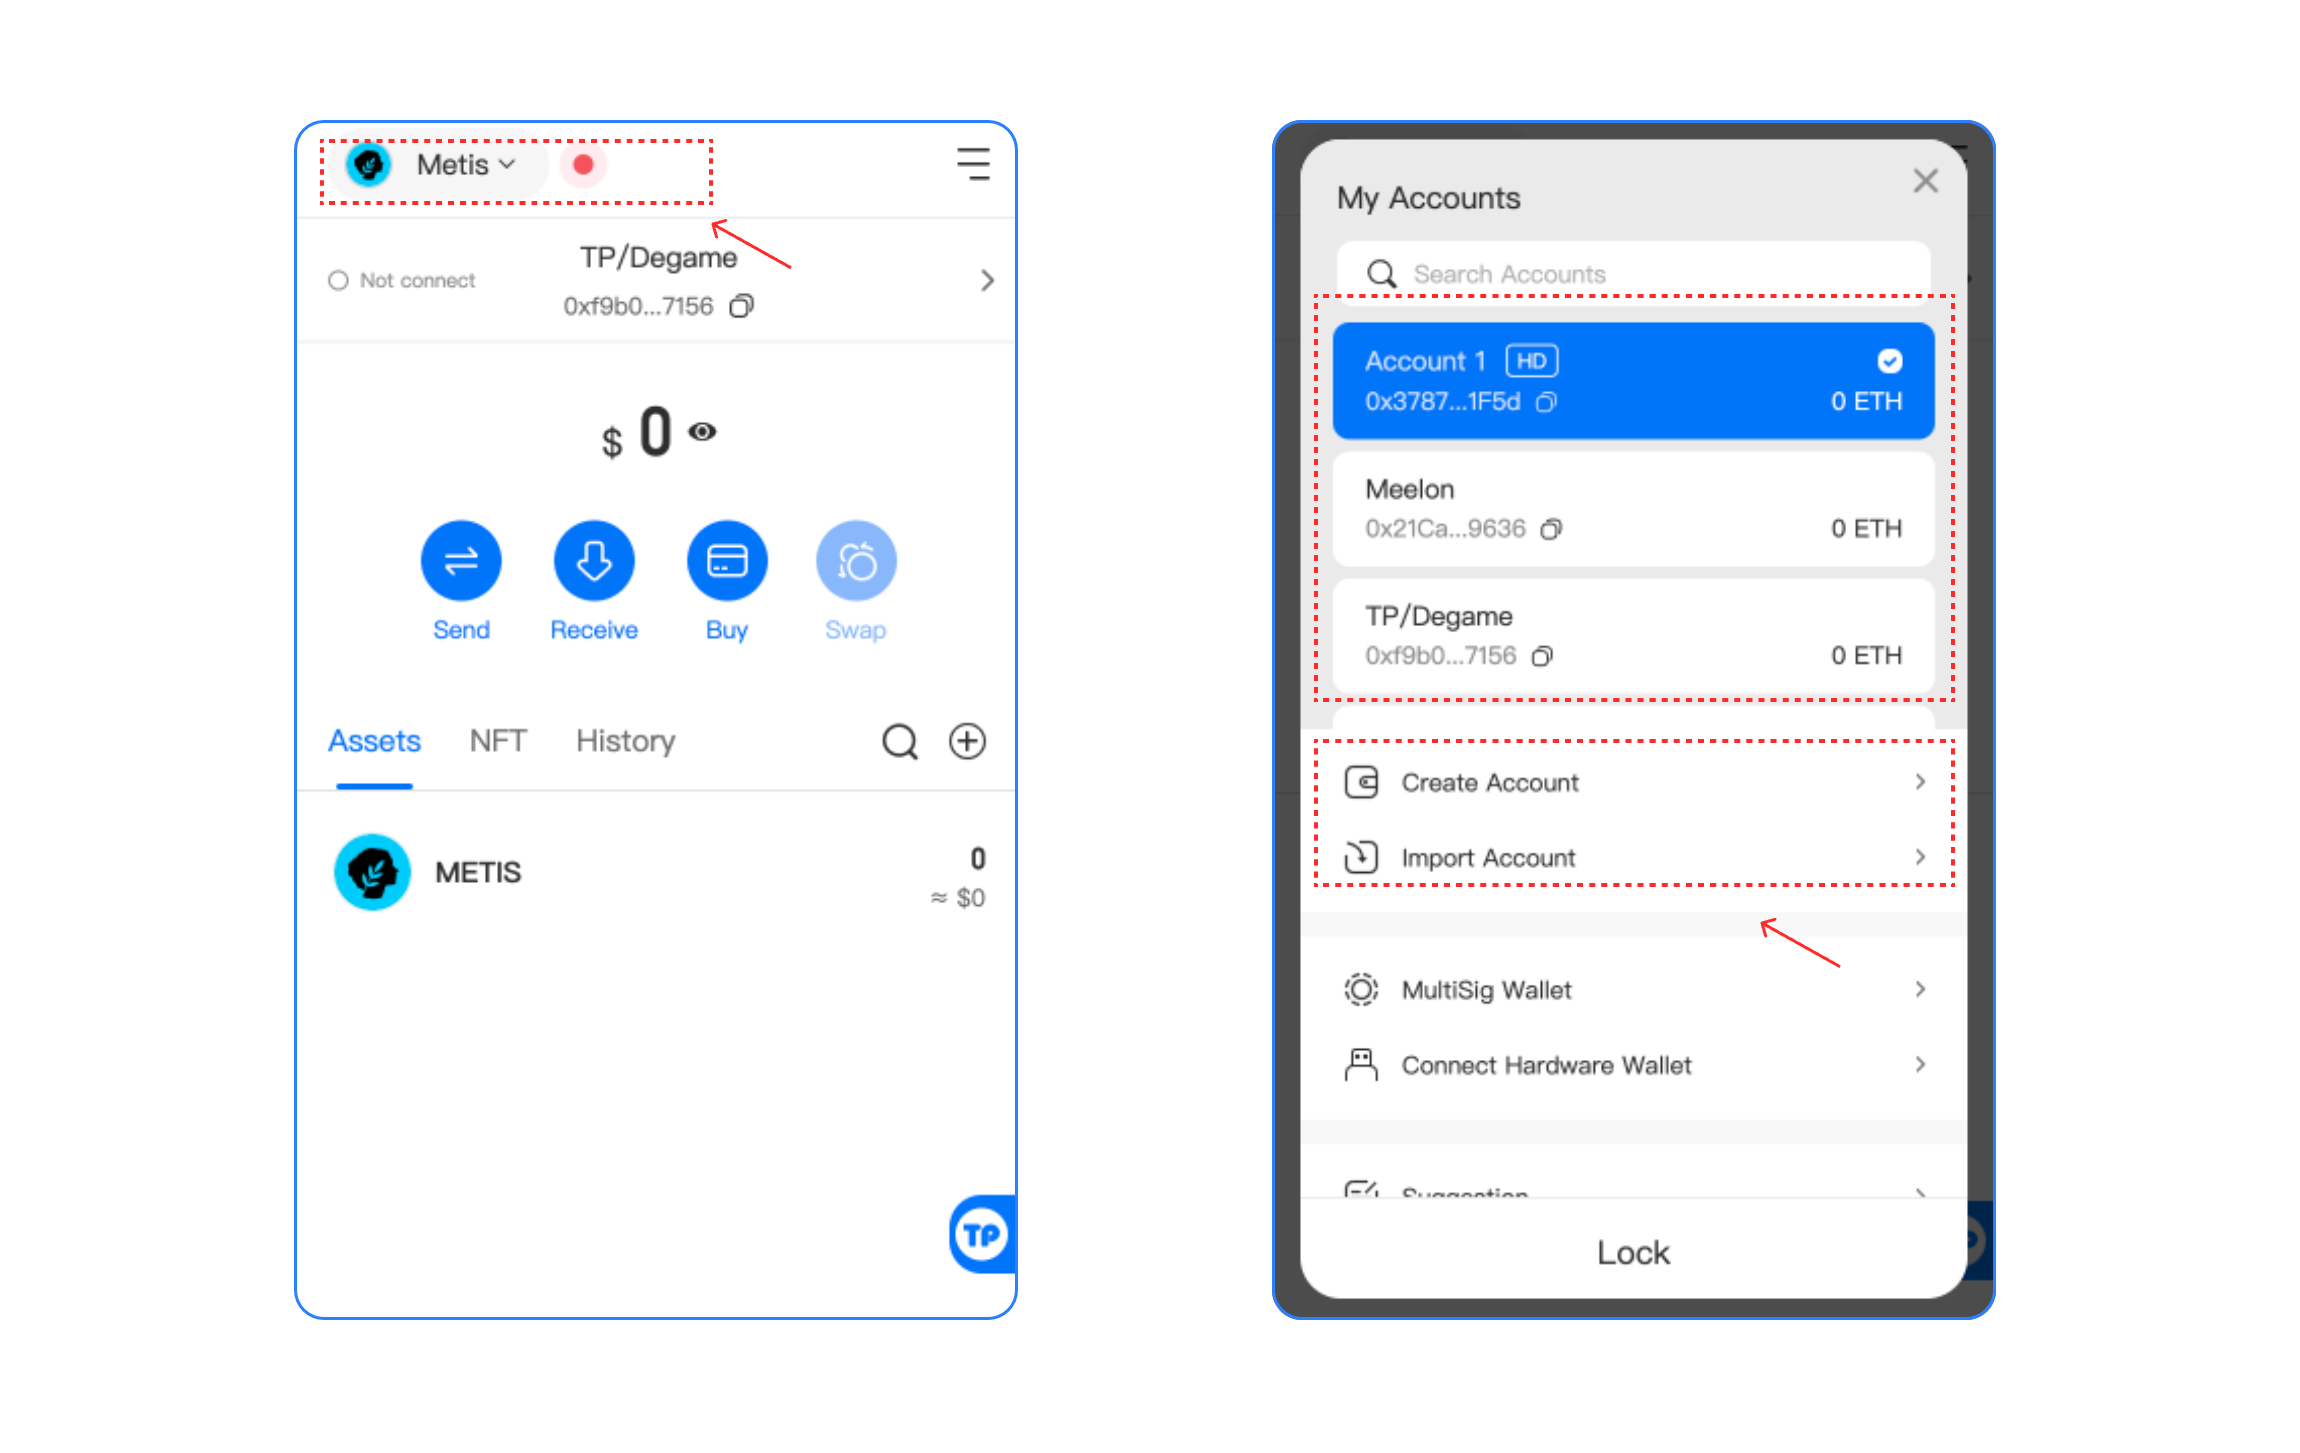 Metis
Not connect
TP/Degame
0xf9b0...7156
$ 0
Send
Receive
Buy
Swap
Assets
NFT
History
METIS
0
≈ $0
TP
My Accounts
Search Accounts
Account 1 HD
0x3787...1F5d
0 ETH
Meelon
0x21Ca...9636
0 ETH
TP/Degame
0xf9b0...7156
0 ETH
Create Account
Import Account
MultiSig Wallet
Connect Hardware Wallet
Suggestion
Lock